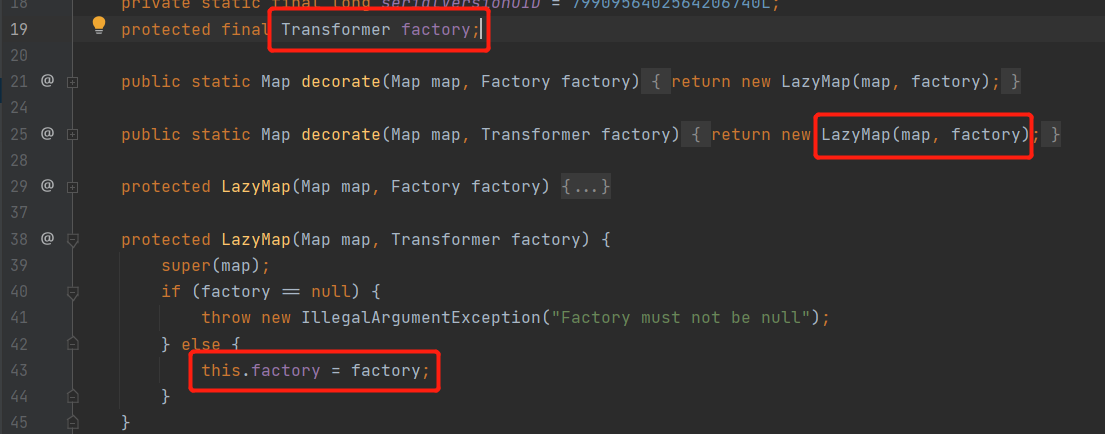 18 private static final long serialVersionUID = 7990956402564206740L;
19 protected final Transformer factory;
20
21 @ public static Map decorate(Map map, Factory factory) { return new LazyMap(map, factory); }
24
25 @ public static Map decorate(Map map, Transformer factory) { return new LazyMap(map, factory); }
28
29 @ protected LazyMap(Map map, Factory factory) {...}
37
38 @ protected LazyMap(Map map, Transformer factory) {
39 super(map);
40 if (factory == null) {
41 throw new IllegalArgumentException("Factory must not be null");
42 } else {
43 this.factory = factory;
44 }
45 }